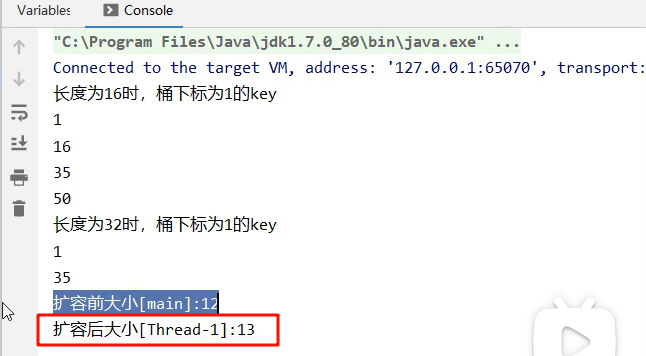 Variables
Console
"C:\Program Files\Java\jdk1.7.0_80\bin\java.exe" ...
Connected to the target VM, address: '127.0.0.1:65070', transport:
长度为16时，桶下标为1的key
1
16
35
50
长度为32时，桶下标为1的key
1
35
扩容前大小[main]:12
扩容后大小[Thread-1]:13